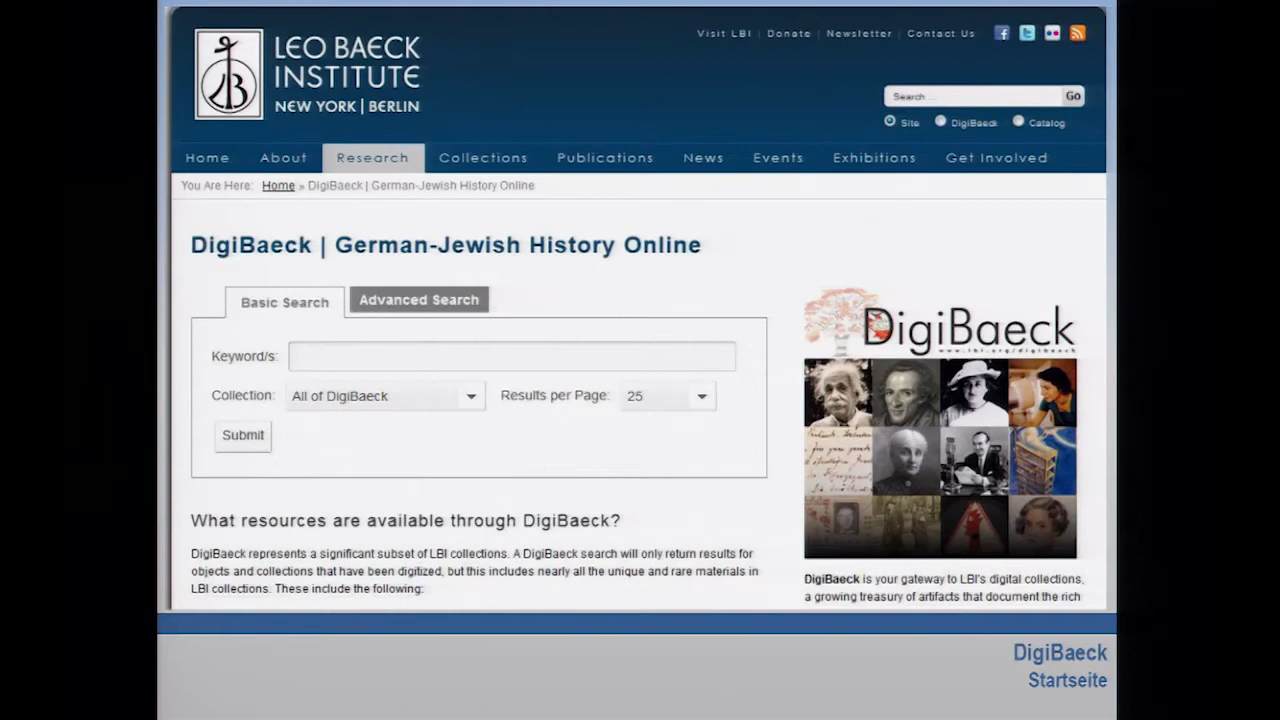 LEO BAECK
INSTITUTE
NEW YORK | BERLIN
Visit LBI | Donate | Newsletter | Contact Us
Search ... Go
Site DigiBaeck Catalog
Home About Research Collections Publications News Events Exhibitions Get Involved
You Are Here: Home » DigiBaeck | German-Jewish History Online
DigiBaeck | German-Jewish History Online
Basic Search Advanced Search
Keyword/s:
Collection: All of DigiBaeck Results per Page: 25
Submit
What resources are available through DigiBaeck?
DigiBaeck represents a significant subset of LBI collections. A DigiBaeck search will only return results for
objects and collections that have been digitized, but this includes nearly all the unique and rare materials in
LBI collections. These include the following:
DigiBaeck
www.lbi.org/digibaeck
DigiBaeck is your gateway to LBI's digital collections,
a growing treasury of artifacts that document the rich
DigiBaeck
Startseite